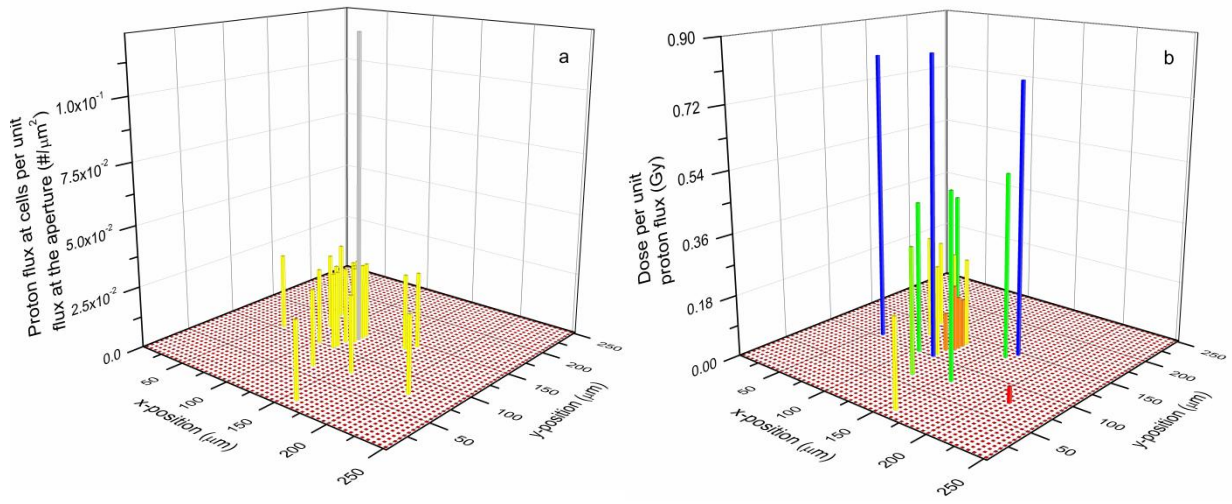 a
Proton flux at cells per unit
flux at the aperture (#/μm²)
1.0x10⁻¹
7.5x10⁻²
5.0x10⁻²
2.5x10⁻²
0.0
50
100
150
200
250
x-position (μm)
50
100
150
200
250
y-position (μm)
b
Dose per unit
proton flux (Gy)
0.90
0.72
0.54
0.36
0.18
0.00
50
100
150
200
250
x-position (μm)
50
100
150
200
250
y-position (μm)